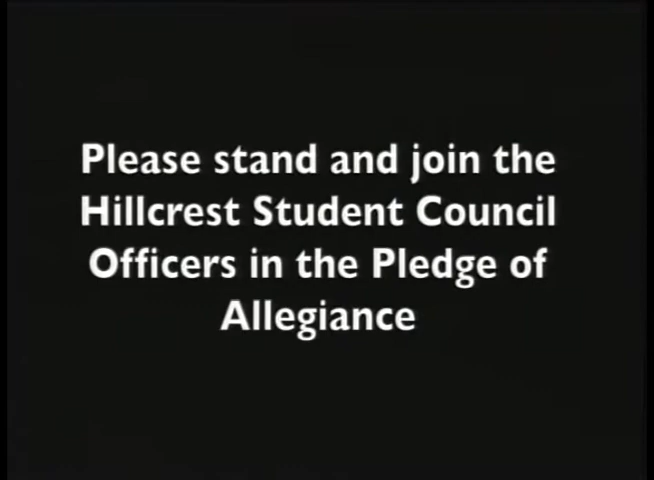 Please stand and join the
Hillcrest Student Council
Officers in the Pledge of
Allegiance